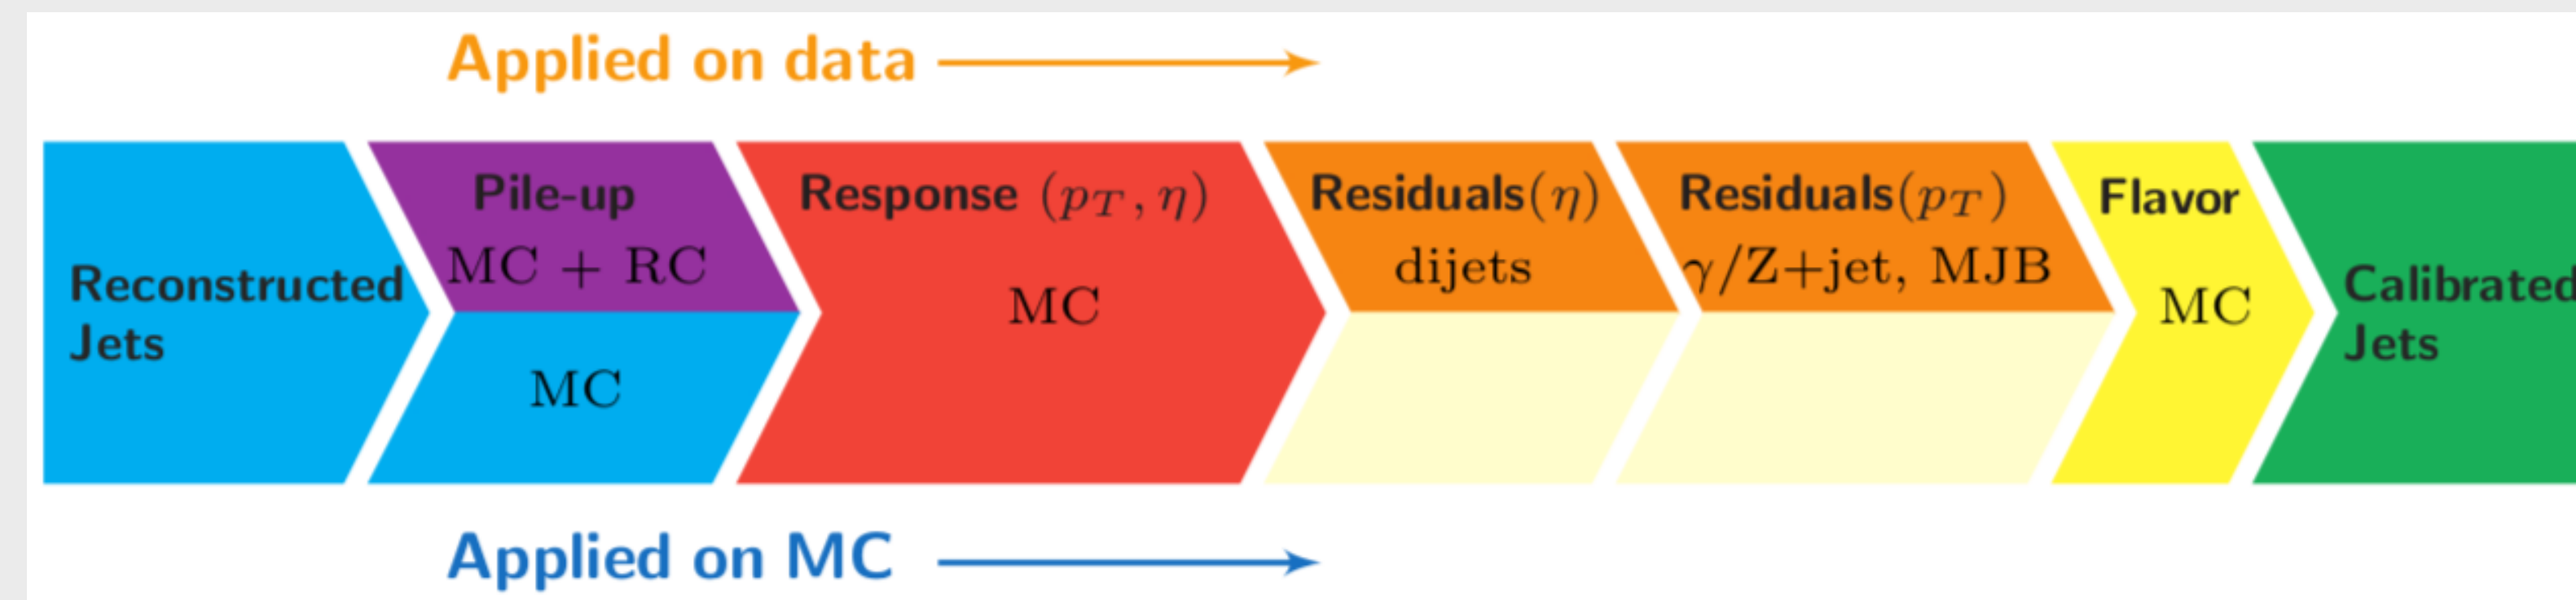 Applied on data
Reconstructed
Jets
Pile-up
MC + RC
MC
Response (p_T, η)
MC
Residuals(η)
dijets
Residuals(p_T)
γ/Z+jet, MJB
Flavor
MC
Calibrated
Jets
Applied on MC